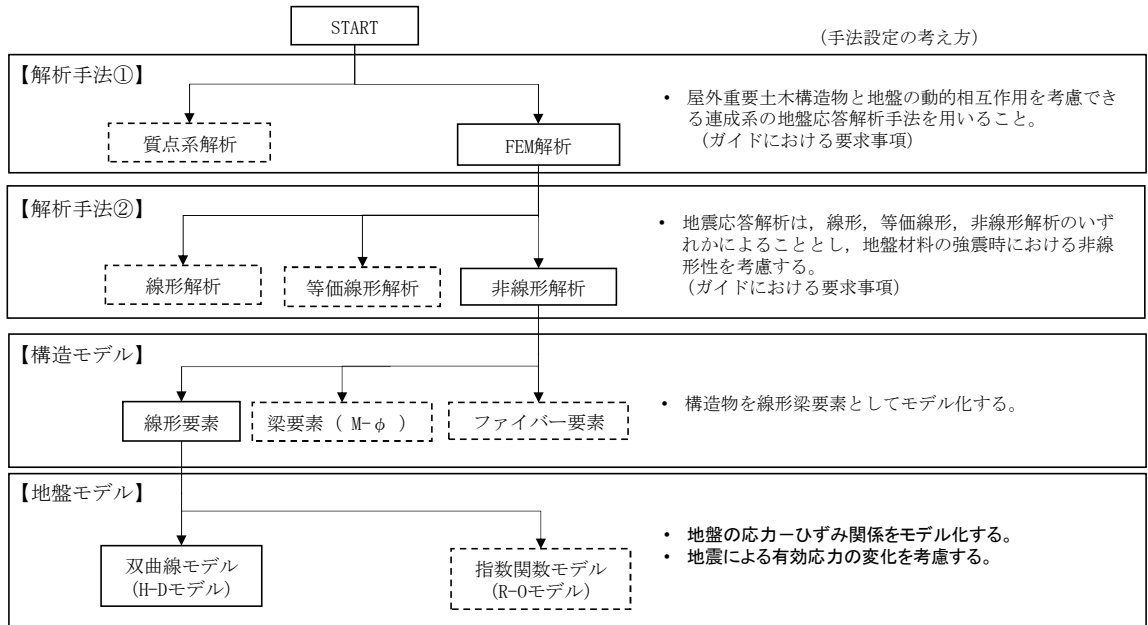 START
(手法設定の考え方)
【解析手法①】
質点系解析
FEM解析
・ 屋外重要土木構造物と地盤の動的相互作用を考慮でき
る連成系の地盤応答解析手法を用いること。
(ガイドにおける要求事項)
【解析手法②】
線形解析
等価線形解析
非線形解析
・ 地震応答解析は,線形,等価線形,非線形解析のいず
れかによることとし,地盤材料の強震時における非線
形性を考慮する。
(ガイドにおける要求事項)
【構造モデル】
線形要素
梁要素( M-φ )
ファイバー要素
・ 構造物を線形梁要素としてモデル化する。
【地盤モデル】
双曲線モデル
(H-Dモデル)
指数関数モデル
(R-Oモデル)
・ 地盤の応力ーひずみ関係をモデル化する。
・ 地震による有効応力の変化を考慮する。